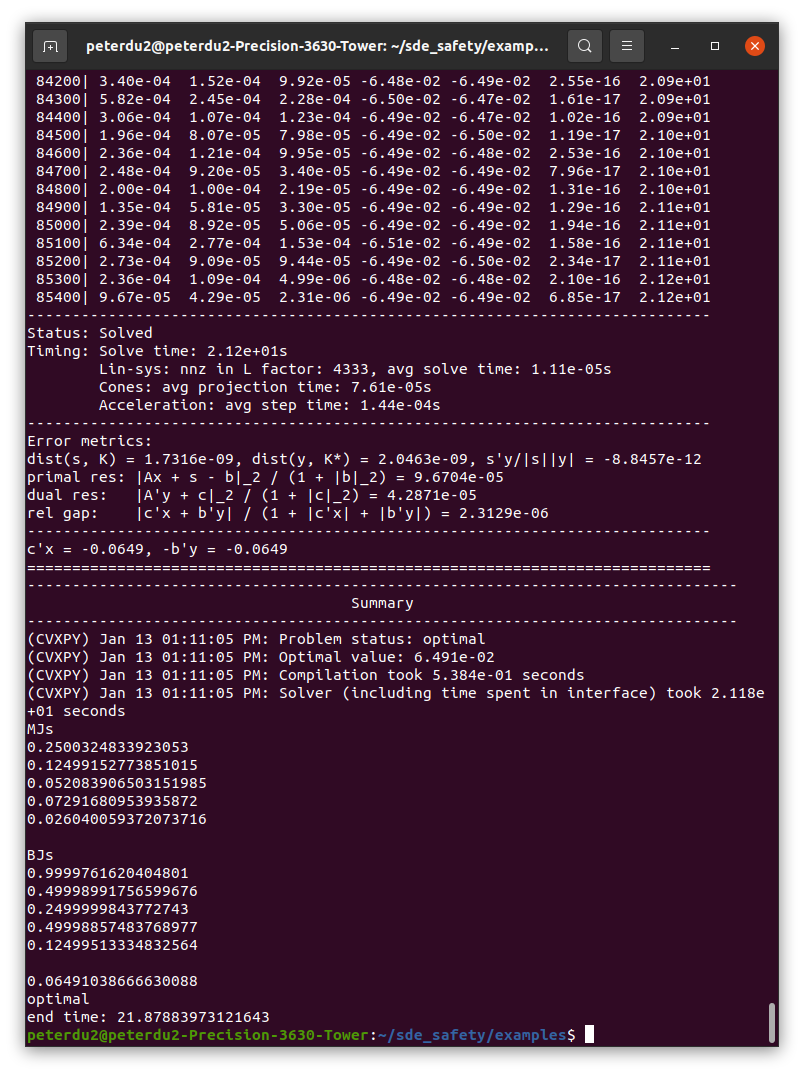 peterdu2@peterdu2-Precision-3630-Tower: ~/sde_safety/examp...
84200| 3.40e-04  1.52e-04  9.92e-05 -6.48e-02 -6.49e-02  2.55e-16  2.09e+01
84300| 5.82e-04  2.45e-04  2.28e-04 -6.50e-02 -6.47e-02  1.61e-17  2.09e+01
84400| 3.06e-04  1.07e-04  1.23e-04 -6.49e-02 -6.47e-02  1.02e-16  2.09e+01
84500| 1.96e-04  8.07e-05  7.98e-05 -6.49e-02 -6.50e-02  1.19e-17  2.10e+01
84600| 2.36e-04  1.21e-04  9.95e-05 -6.49e-02 -6.48e-02  2.53e-16  2.10e+01
84700| 2.48e-04  9.20e-05  3.40e-05 -6.49e-02 -6.49e-02  7.96e-17  2.10e+01
84800| 2.00e-04  1.00e-04  2.19e-05 -6.49e-02 -6.49e-02  1.31e-16  2.10e+01
84900| 1.35e-04  5.81e-05  3.30e-05 -6.49e-02 -6.49e-02  1.29e-16  2.11e+01
85000| 2.39e-04  8.92e-05  5.06e-05 -6.49e-02 -6.49e-02  1.94e-16  2.11e+01
85100| 6.34e-04  2.77e-04  1.53e-04 -6.51e-02 -6.49e-02  1.58e-16  2.11e+01
85200| 2.73e-04  9.09e-05  9.44e-05 -6.49e-02 -6.50e-02  2.34e-17  2.11e+01
85300| 2.36e-04  1.09e-04  4.99e-06 -6.48e-02 -6.48e-02  2.10e-16  2.12e+01
85400| 9.67e-05  4.29e-05  2.31e-06 -6.49e-02 -6.49e-02  6.85e-17  2.12e+01
----------------------------------------------------------------------------
Status: Solved
Timing: Solve time: 2.12e+01s
Lin-sys: nnz in L factor: 4333, avg solve time: 1.11e-05s
Cones: avg projection time: 7.61e-05s
Acceleration: avg step time: 1.44e-04s
----------------------------------------------------------------------------
Error metrics:
dist(s, K) = 1.7316e-09, dist(y, K*) = 2.0463e-09, s'y/|s||y| = -8.8457e-12
primal res: |Ax + s - b|_2 / (1 + |b|_2) = 9.6704e-05
dual res:   |A'y + c|_2 / (1 + |c|_2) = 4.2871e-05
rel gap:    |c'x + b'y| / (1 + |c'x| + |b'y|) = 2.3129e-06
----------------------------------------------------------------------------
c'x = -0.0649, -b'y = -0.0649
============================================================================
-------------------------------------------------------------------------------
Summary
-------------------------------------------------------------------------------
(CVXPY) Jan 13 01:11:05 PM: Problem status: optimal
(CVXPY) Jan 13 01:11:05 PM: Optimal value: 6.491e-02
(CVXPY) Jan 13 01:11:05 PM: Compilation took 5.384e-01 seconds
(CVXPY) Jan 13 01:11:05 PM: Solver (including time spent in interface) took 2.118e
+01 seconds
MJs
0.2500324833923053
0.12499152773851015
0.052083906503151985
0.07291680953935872
0.026040059372073716
BJs
0.9999761620404801
0.49998991756599676
0.2499999843772743
0.49998857483768977
0.12499513334832564
0.06491038666630088
optimal
end time: 21.87883973121643
peterdu2@peterdu2-Precision-3630-Tower:~/sde_safety/examples$